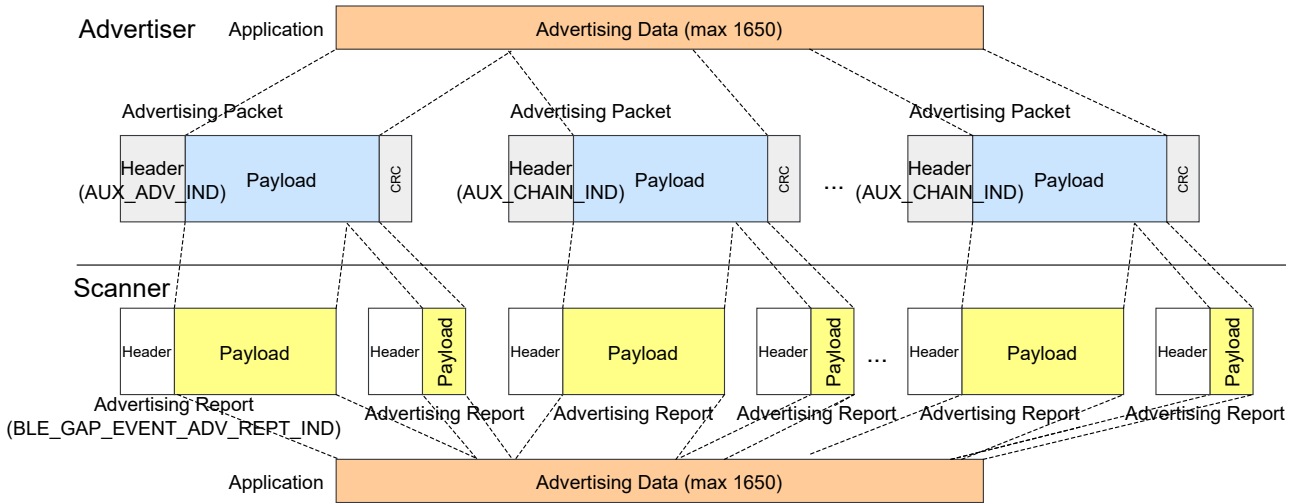 Advertiser
Application
Advertising Data (max 1650)
Advertising Packet
Advertising Packet
Advertising Packet
Header
(AUX_ADV_IND)
Payload
CRC
Header
(AUX_CHAIN_IND)
Payload
CRC
...
Header
(AUX_CHAIN_IND)
Payload
CRC
Scanner
Header
Payload
Header
Payload
Header
Payload
Header
Payload
...
Header
Payload
Header
Payload
Advertising Report
(BLE_GAP_EVENT_ADV_REPT_IND)
Advertising Report
Advertising Report
Advertising Report
Advertising Report
Advertising Report
Application
Advertising Data (max 1650)